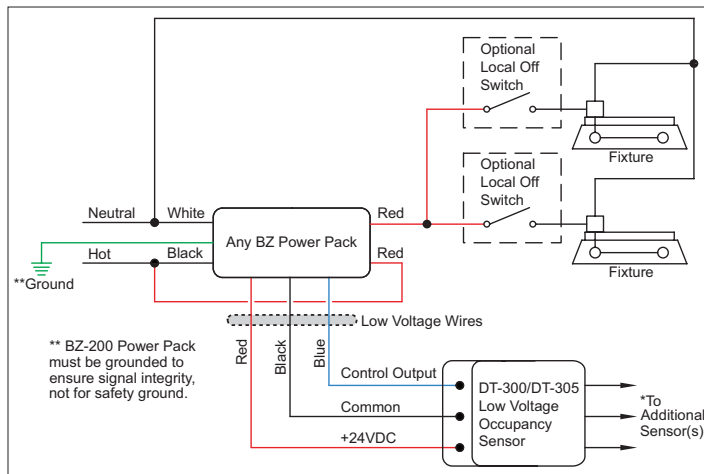 Optional
Local Off
Switch
Fixture
Optional
Local Off
Switch
Fixture
Neutral
White
Red
Any BZ Power Pack
**Ground
Hot
Black
Red
Low Voltage Wires
** BZ-200 Power Pack
must be grounded to
ensure signal integrity,
not for safety ground.
Red
Black
Blue
Control Output
Common
+24VDC
DT-300/DT-305
Low Voltage
Occupancy
Sensor
*To
Additional
Sensor(s)